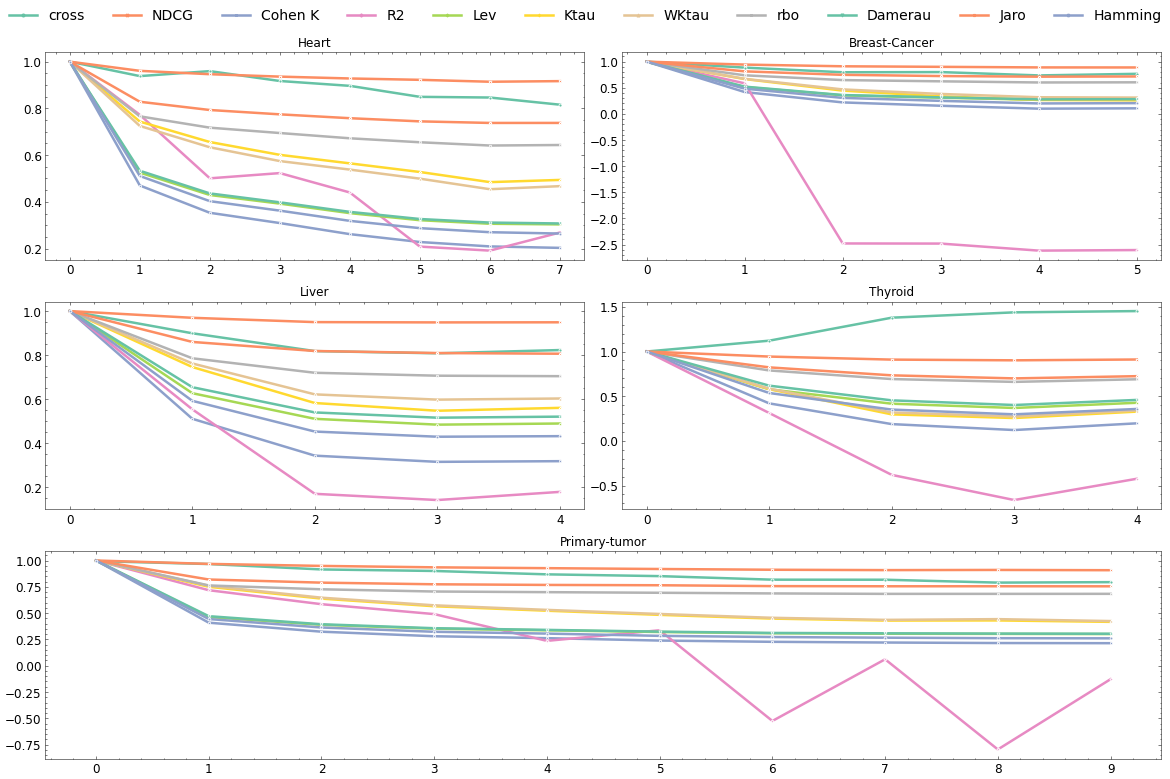 cross NDCG Cohen K R2 Lev Ktau WKtau rbo Damerau Jaro Hamming
Heart
1.0
0.8
0.6
0.4
0.2
0 1 2 3 4 5 6 7
Breast-Cancer
1.0
0.5
0.0
−0.5
−1.0
−1.5
−2.0
−2.5
0 1 2 3 4 5
Liver
1.0
0.8
0.6
0.4
0.2
0 1 2 3 4
Thyroid
1.5
1.0
0.5
0.0
−0.5
0 1 2 3 4
Primary-tumor
1.00
0.75
0.50
0.25
0.00
−0.25
−0.50
−0.75
0 1 2 3 4 5 6 7 8 9